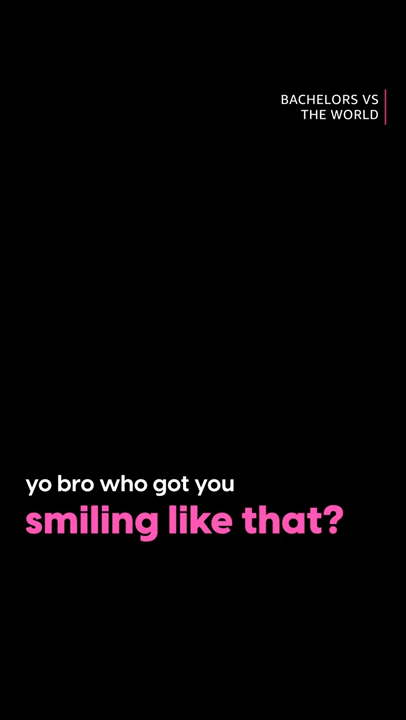 BACHELORS VS
THE WORLD
yo bro who got you
smiling like that?